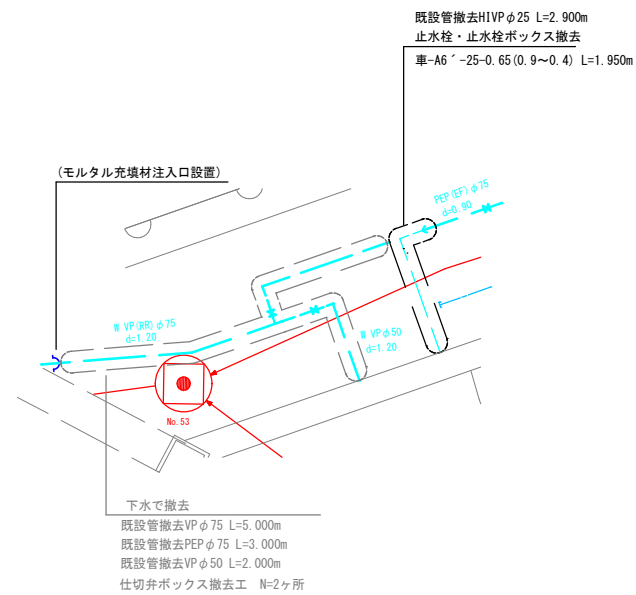 既設管撤去HIVPφ25 L=2.900m
止水栓・止水栓ボックス撤去
車-A6´-25-0.65(0.9～0.4) L=1.950m
(モルタル充填材注入口設置)
PEP(EF)φ75
d=0.90
W VP(RR)φ75
d=1.20
W VPφ50
d=1.20
No.53
下水で撤去
既設管撤去VPφ75 L=5.000m
既設管撤去PEPφ75 L=3.000m
既設管撤去VPφ50 L=2.000m
仕切弁ボックス撤去工 N=2ヶ所